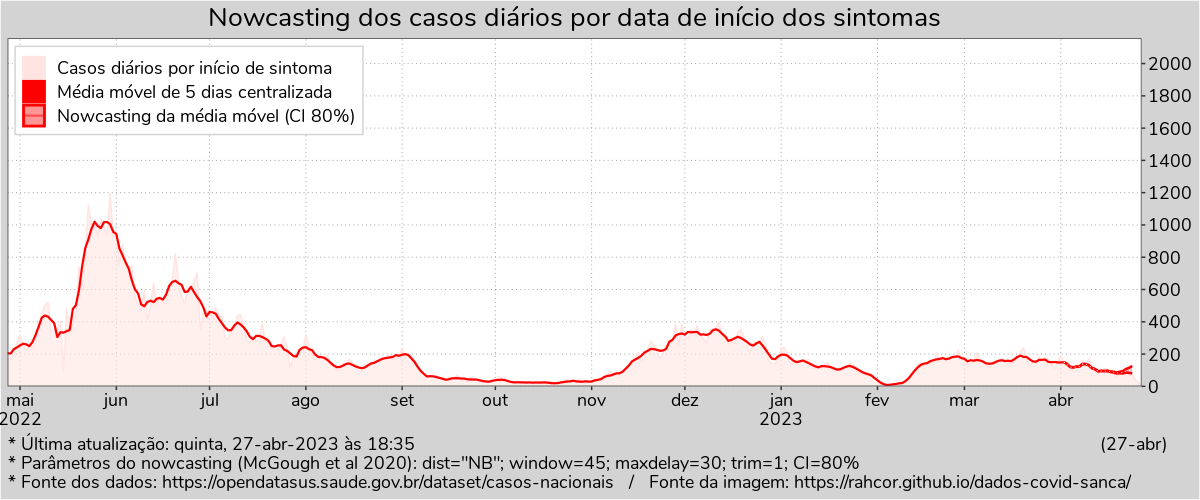 Nowcasting dos casos diários por data de início dos sintomas
Casos diários por início de sintoma
Média móvel de 5 dias centralizada
Nowcasting da média móvel (CI 80%)
2000
1800
1600
1400
1200
1000
800
600
400
200
0
mai jun jul ago set out nov dez jan fev mar abr
2022 2023
* Última atualização: quinta, 27-abr-2023 às 18:35 (27-abr)
* Parâmetros do nowcasting (McGough et al 2020): dist="NB"; window=45; maxdelay=30; trim=1; CI=80%
* Fonte dos dados: https://opendatasus.saude.gov.br/dataset/casos-nacionais / Fonte da imagem: https://rahcor.github.io/dados-covid-sanca/